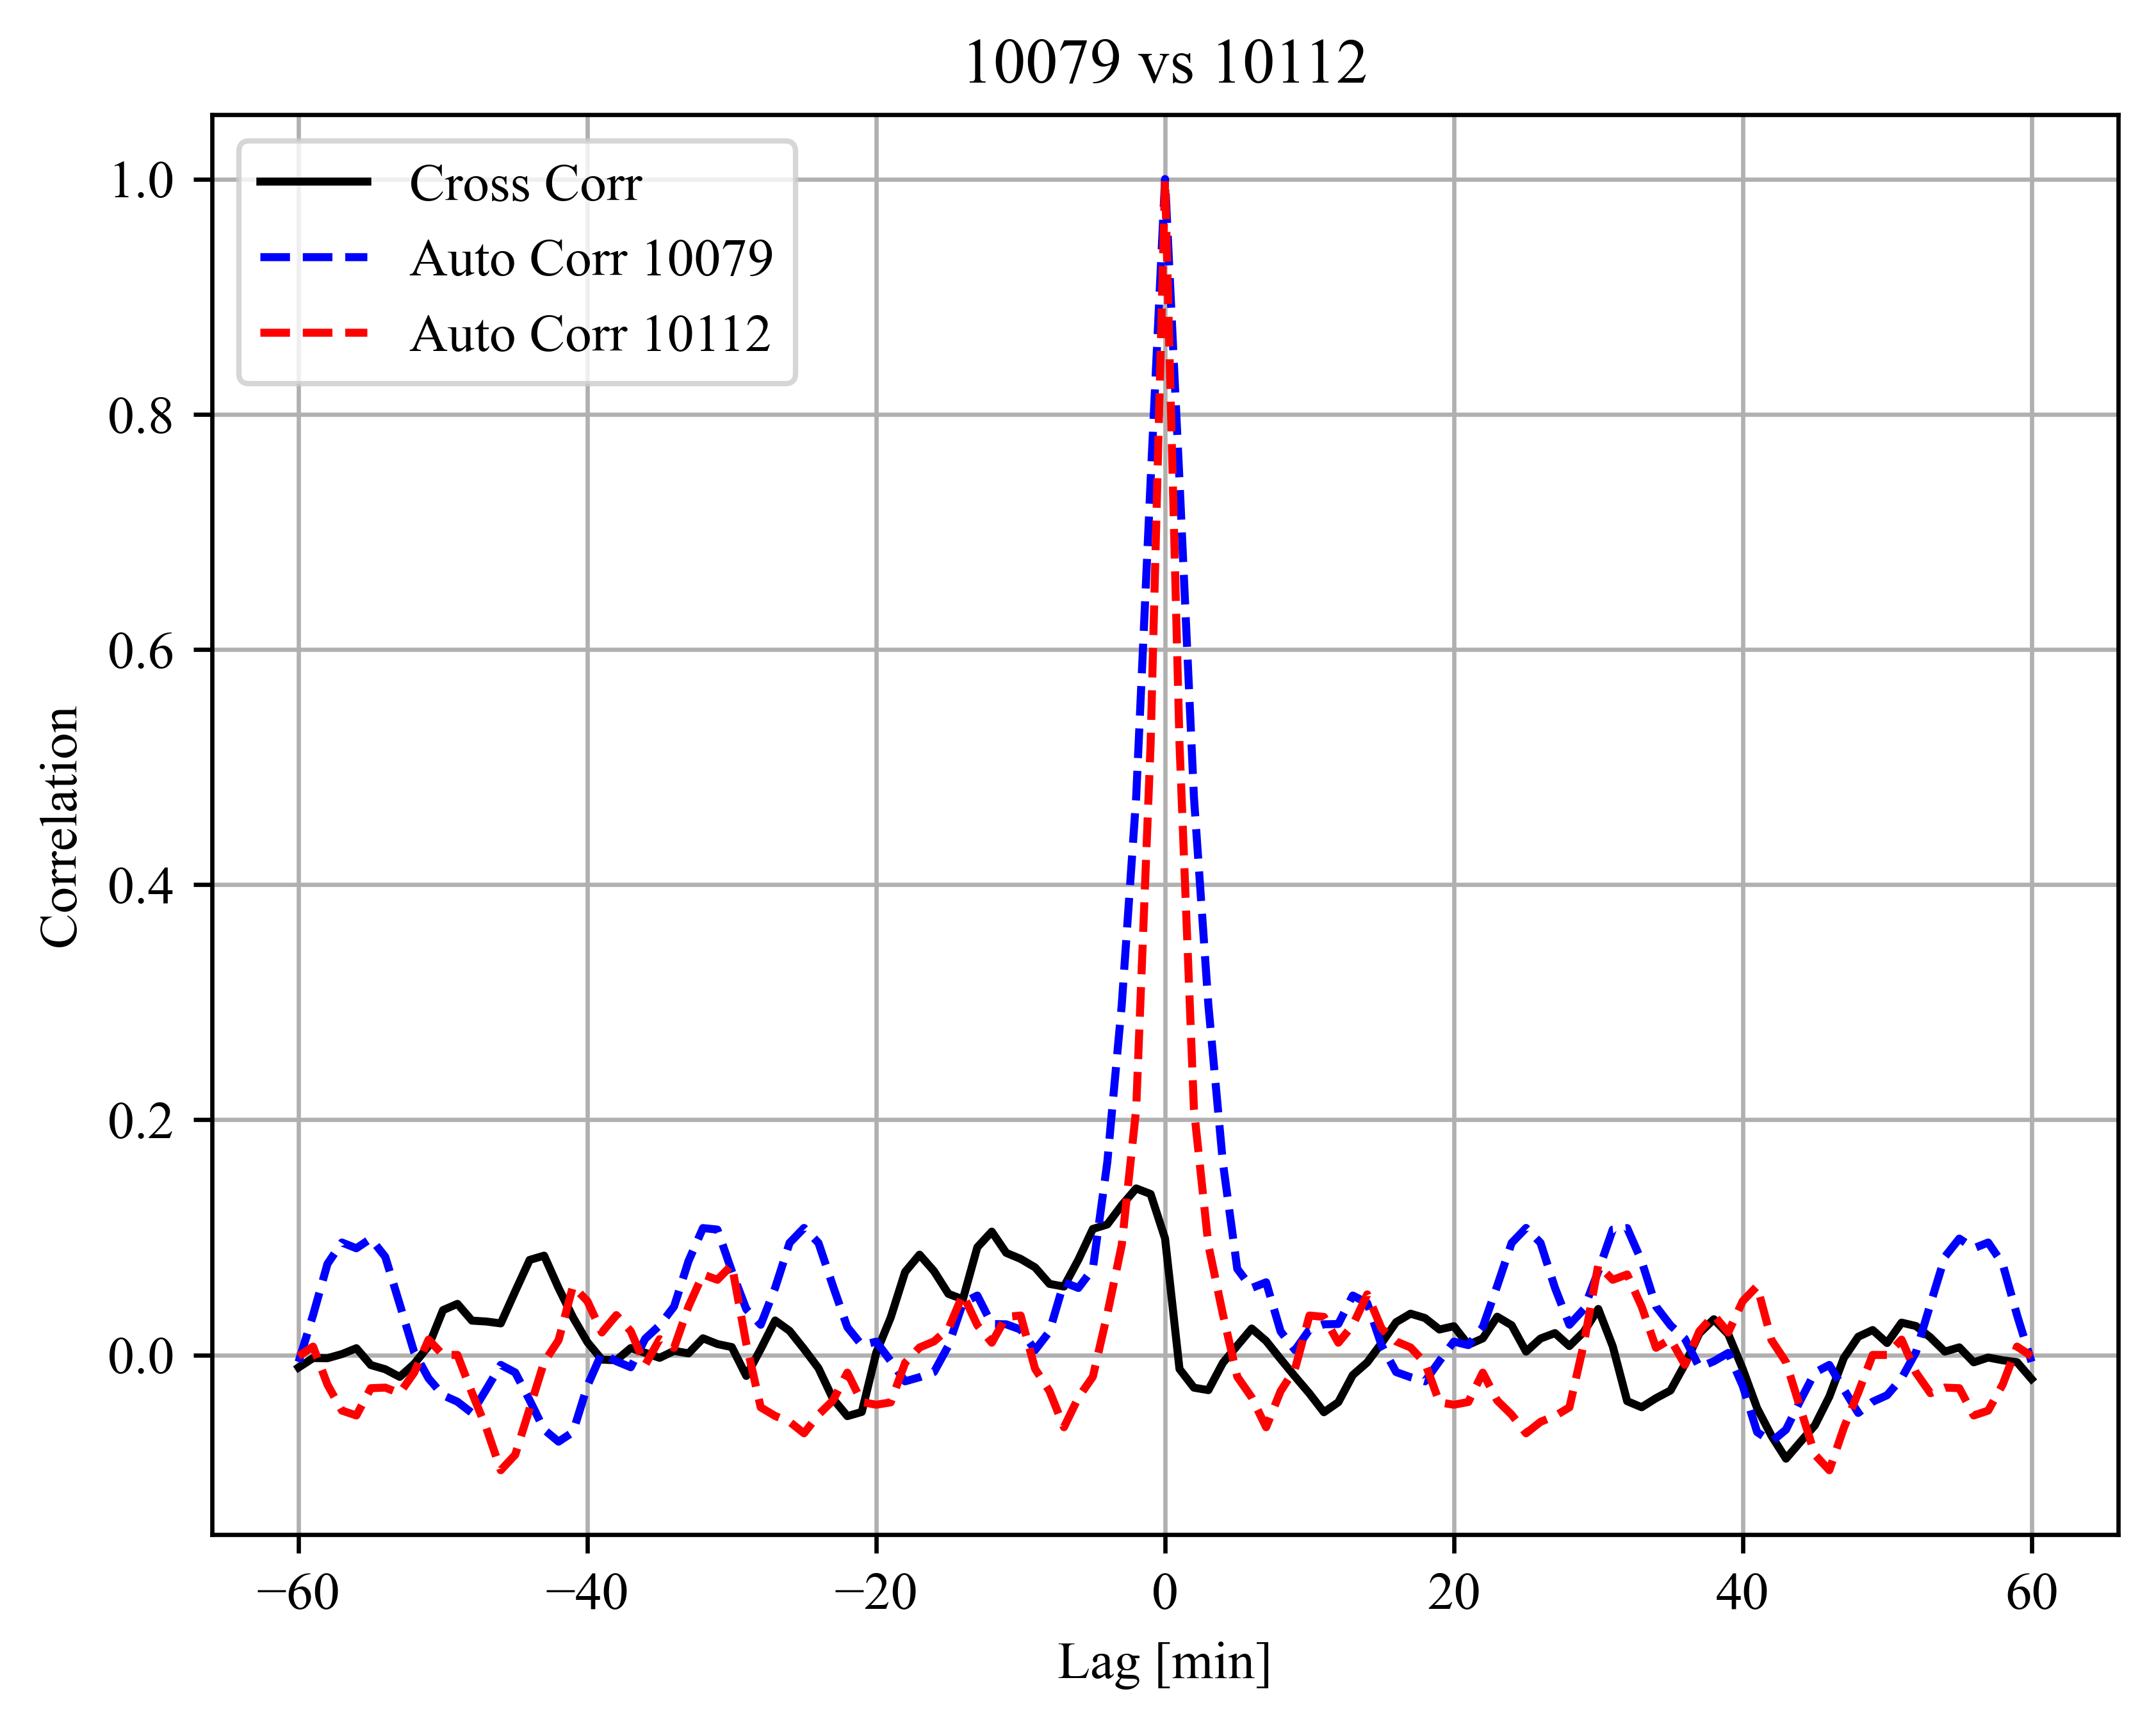 10079 vs 10112
Cross Corr
Auto Corr 10079
Auto Corr 10112
1.0
0.8
0.6
0.4
0.2
0.0
Correlation
−60
−40
−20
0
20
40
60
Lag [min]